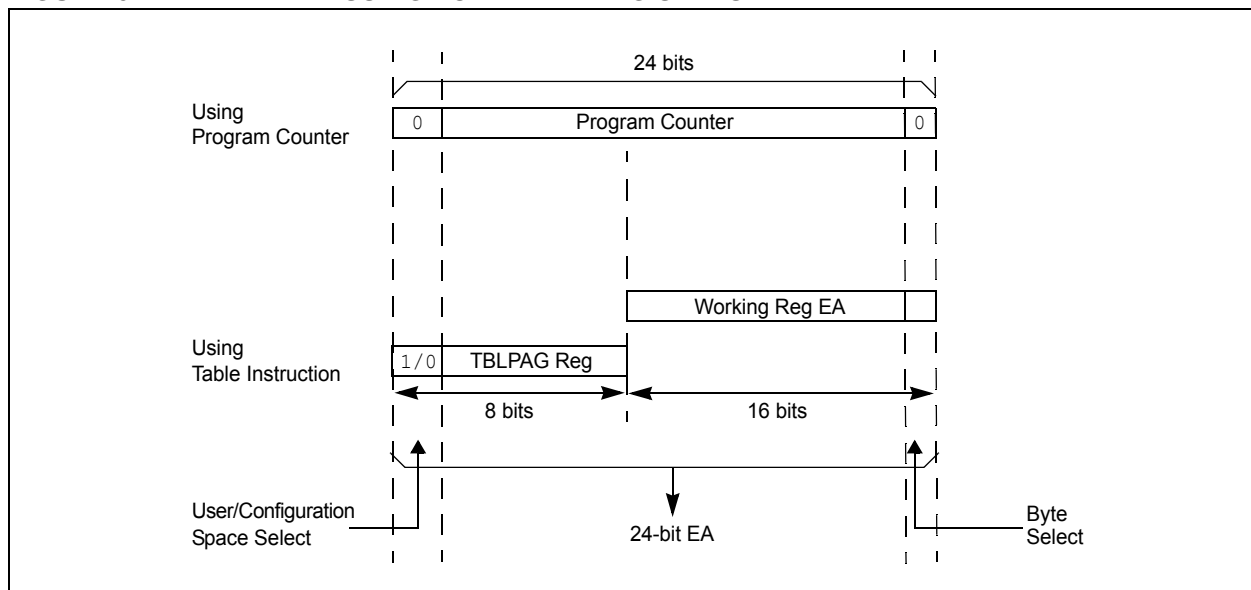 24 bits
Using
Program Counter
0
Program Counter
0
Working Reg EA
Using
Table Instruction
1/0
TBLPAG Reg
8 bits
16 bits
User/Configuration
Space Select
24-bit EA
Byte
Select